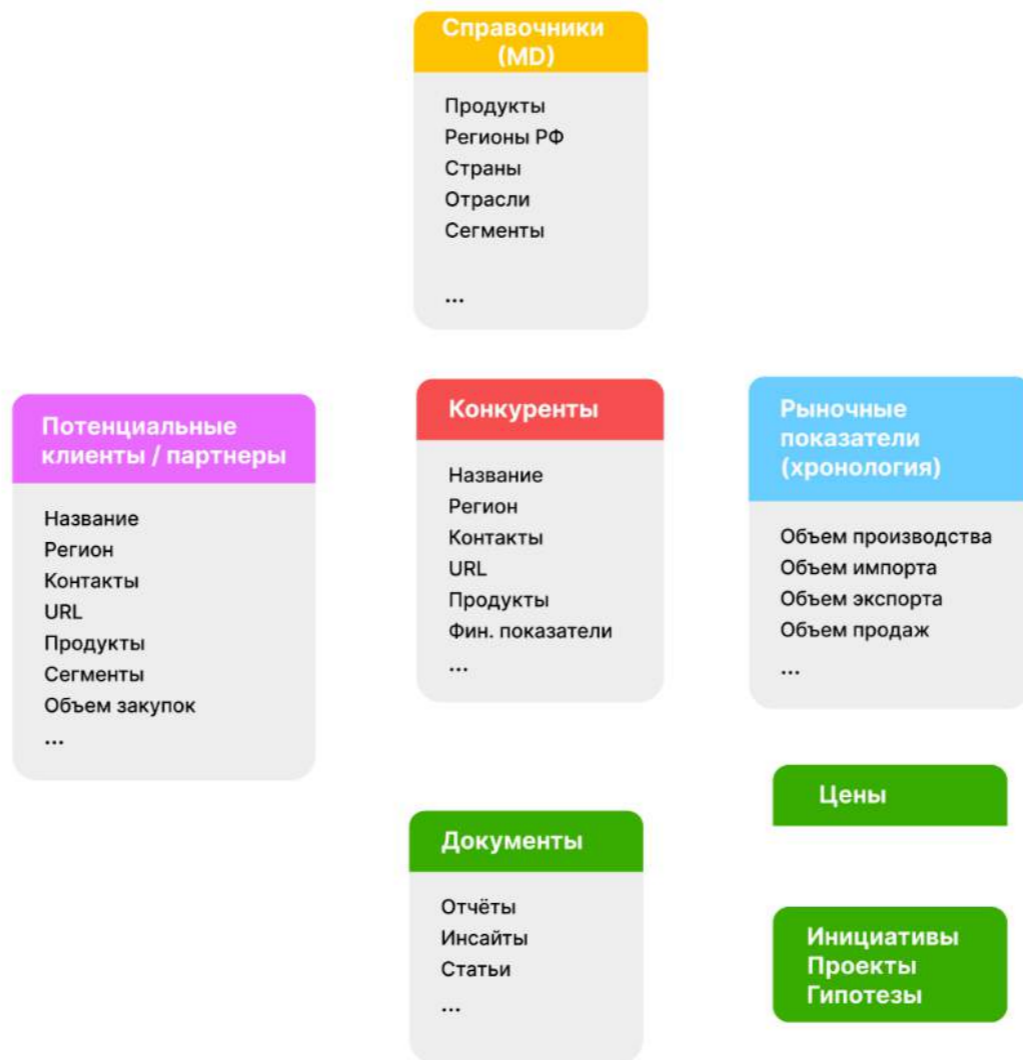 Справочники
(MD)
Продукты
Регионы РФ
Страны
Отрасли
Сегменты
...
Потенциальные
клиенты / партнеры
Название
Регион
Контакты
URL
Продукты
Сегменты
Объем закупок
...
Конкуренты
Название
Регион
Контакты
URL
Продукты
Фин. показатели
...
Рыночные
показатели
(хронология)
Объем производства
Объем импорта
Объем экспорта
Объем продаж
...
Документы
Отчёты
Инсайты
Статьи
...
Цены
Инициативы
Проекты
Гипотезы